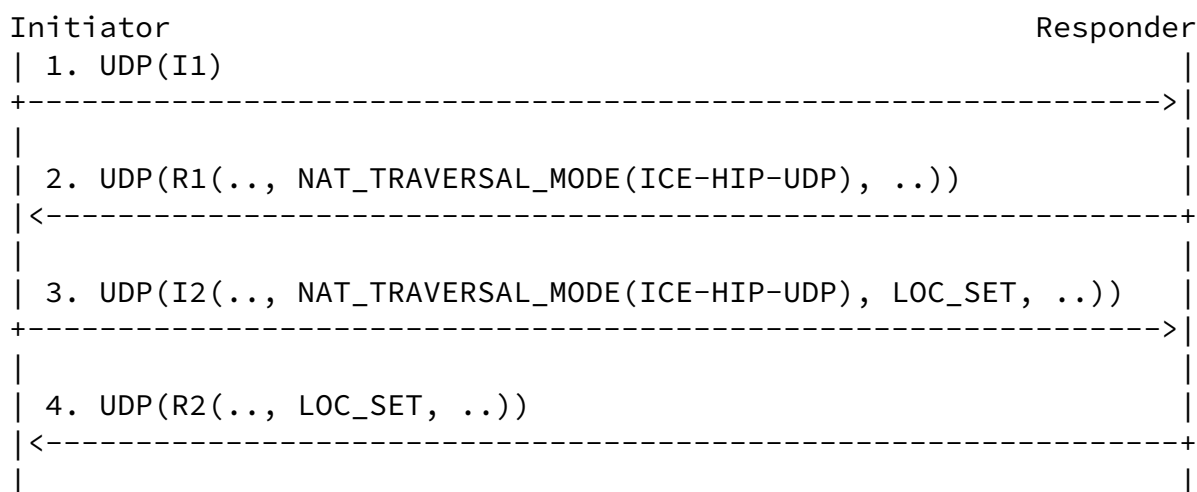 Initiator                                                Responder
| 1. UDP(I1)                                                     |
+--------------------------------------------------------------->|
|                                                                |
| 2. UDP(R1(.., NAT_TRAVERSAL_MODE(ICE-HIP-UDP), ..))            |
|<----------------------------------------------------------------+
|                                                                |
| 3. UDP(I2(.., NAT_TRAVERSAL_MODE(ICE-HIP-UDP), LOC_SET, ..))   |
+--------------------------------------------------------------->|
|                                                                |
| 4. UDP(R2(.., LOC_SET, ..))                                    |
|<----------------------------------------------------------------+
|                                                                |